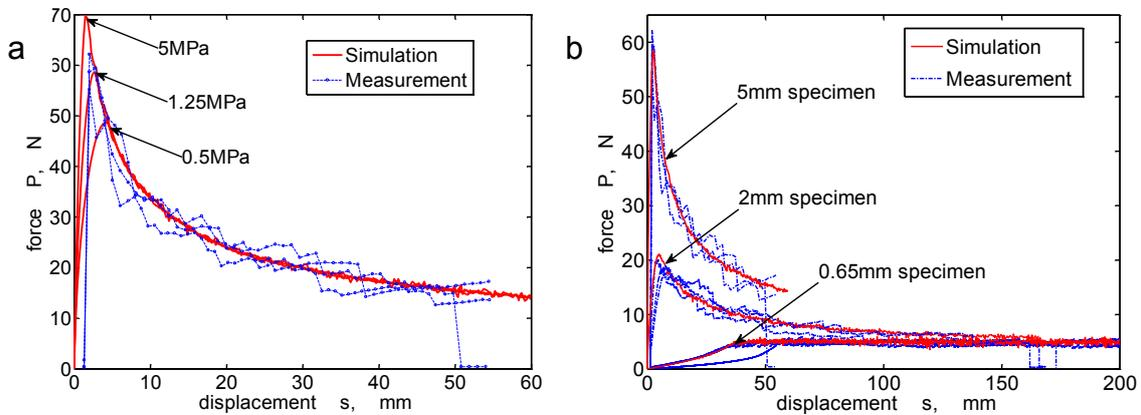 a
force P, N
70
60
50
40
30
20
10
0
0 10 20 30 40 50 60
displacement s, mm
5MPa
1.25MPa
0.5MPa
Simulation
Measurement
b
force P, N
60
50
40
30
20
10
0
0 50 100 150 200
displacement s, mm
Simulation
Measurement
5mm specimen
2mm specimen
0.65mm specimen